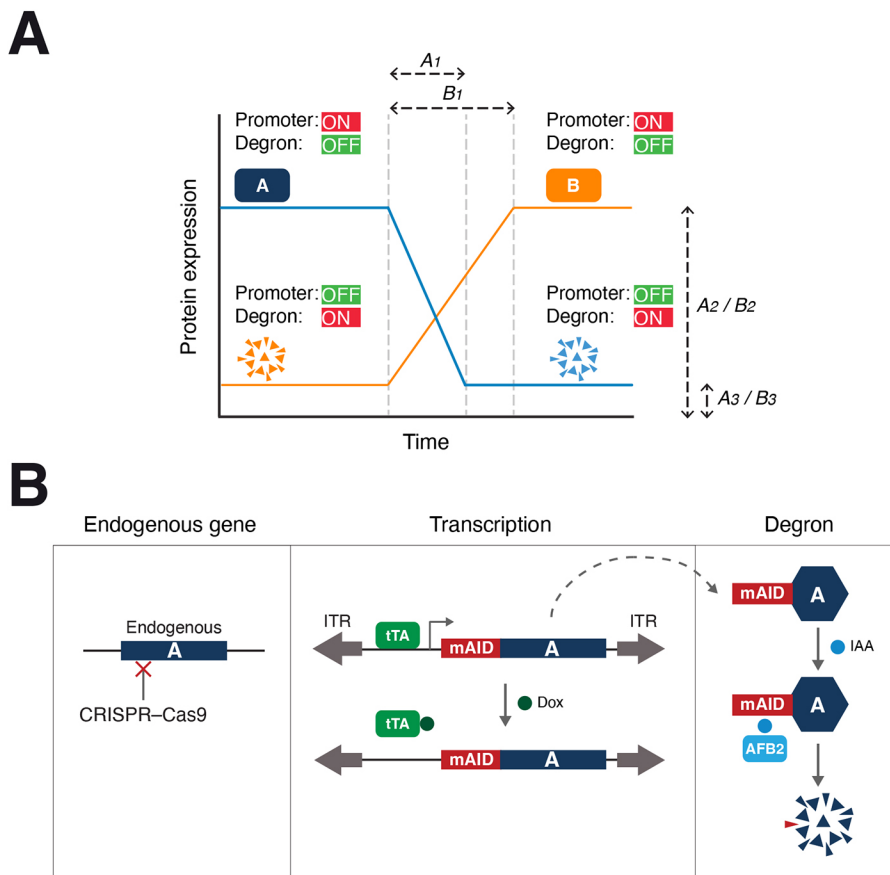 A
A1
B1
Promoter: ON
Degron: OFF
Promoter: ON
Degron: OFF
A
B
Protein expression
Promoter: OFF
Degron: ON
Promoter: OFF
Degron: ON
A2 / B2
A3 / B3
Time
B
Endogenous gene
Transcription
Degron
Endogenous
A
CRISPR–Cas9
ITR
tTA
ITR
mAID A
Dox
tTA
mAID A
mAID A
IAA
mAID A
AFB2